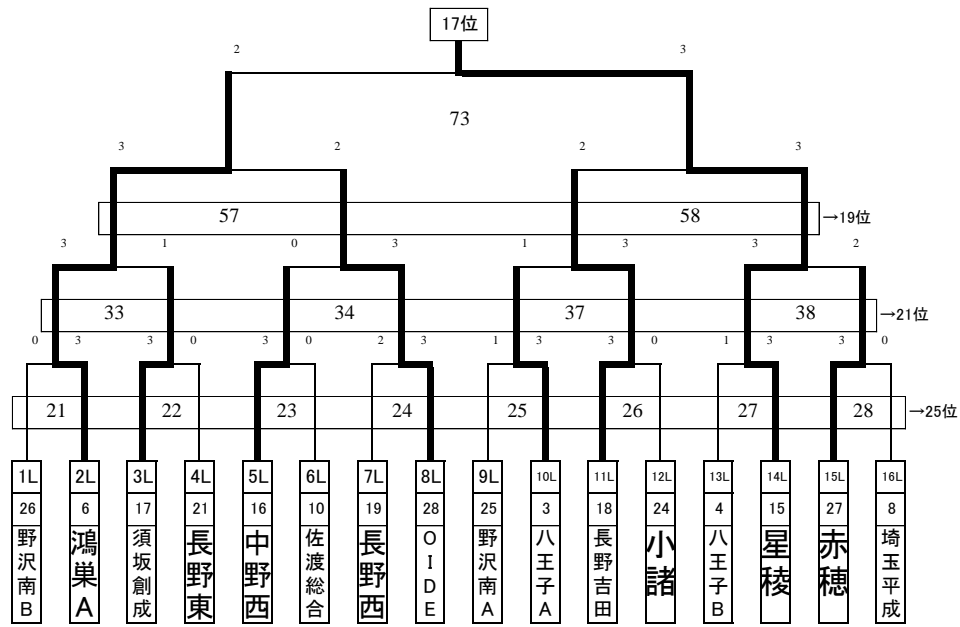 17位
2 3
73
3 2 2 3
57 58 →19位
3 1 0 3 1 3 3 2
33 34 37 38 →21位
0 3 3 0 3 0 2 3 1 3 3 0 1 3 3 0
21 22 23 24 25 26 27 28 →25位
1L 2L 3L 4L 5L 6L 7L 8L 9L 10L 11L 12L 13L 14L 15L 16L
26 6 17 21 16 10 19 28 25 3 18 24 4 15 27 8
野沢南B
鴻巣A
須坂創成
長野東
中野西
佐渡総合
長野西
OIDE
野沢南A
八王子A
長野吉田
小諸
八王子B
星稜
赤穂
埼玉平成